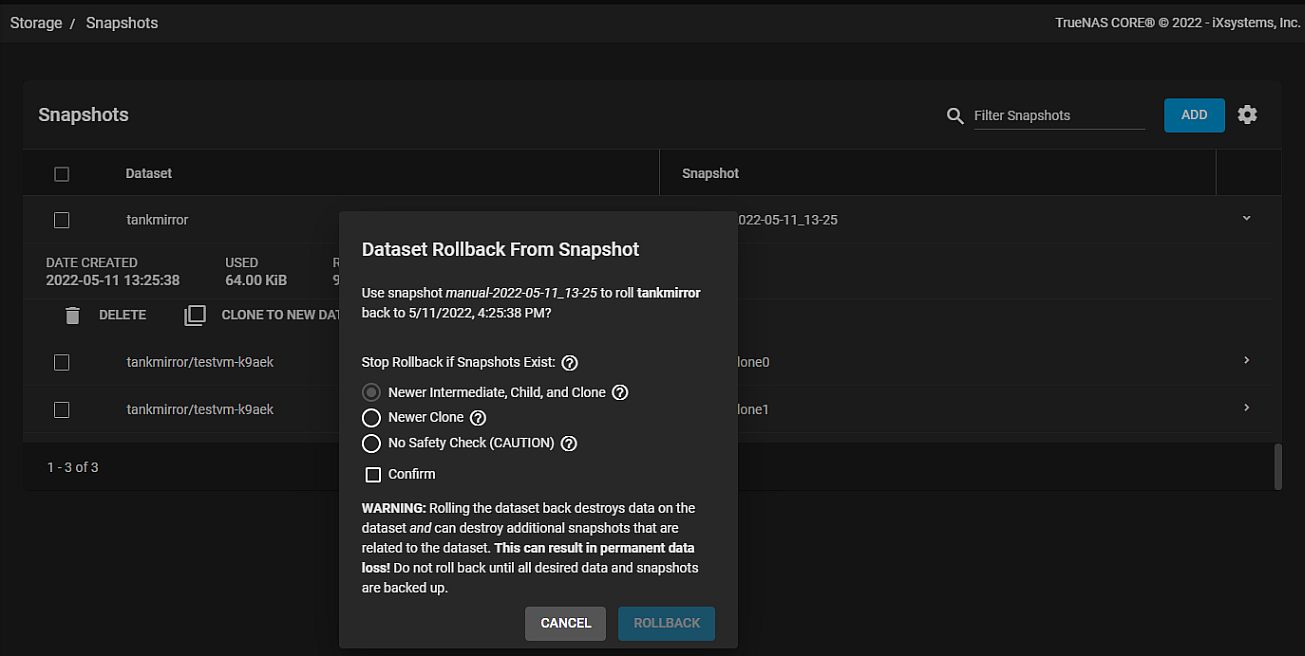 Storage / Snapshots
TrueNAS CORE® © 2022 - iXsystems, Inc.
Snapshots
Filter Snapshots
ADD
Dataset
Snapshot
tankmirror
022-05-11_13-25
DATE CREATED
USED
2022-05-11 13:25:38
64.00 KiB
DELETE
CLONE TO NEW DAT
tankmirror/testvm-k9aek
lone0
tankmirror/testvm-k9aek
lone1
1 - 3 of 3
Dataset Rollback From Snapshot
Use snapshot manual-2022-05-11_13-25 to roll tankmirror
back to 5/11/2022, 4:25:38 PM?
Stop Rollback if Snapshots Exist:
Newer Intermediate, Child, and Clone
Newer Clone
No Safety Check (CAUTION)
Confirm
WARNING: Rolling the dataset back destroys data on the
dataset and can destroy additional snapshots that are
related to the dataset. This can result in permanent data
loss! Do not roll back until all desired data and snapshots
are backed up.
CANCEL
ROLLBACK